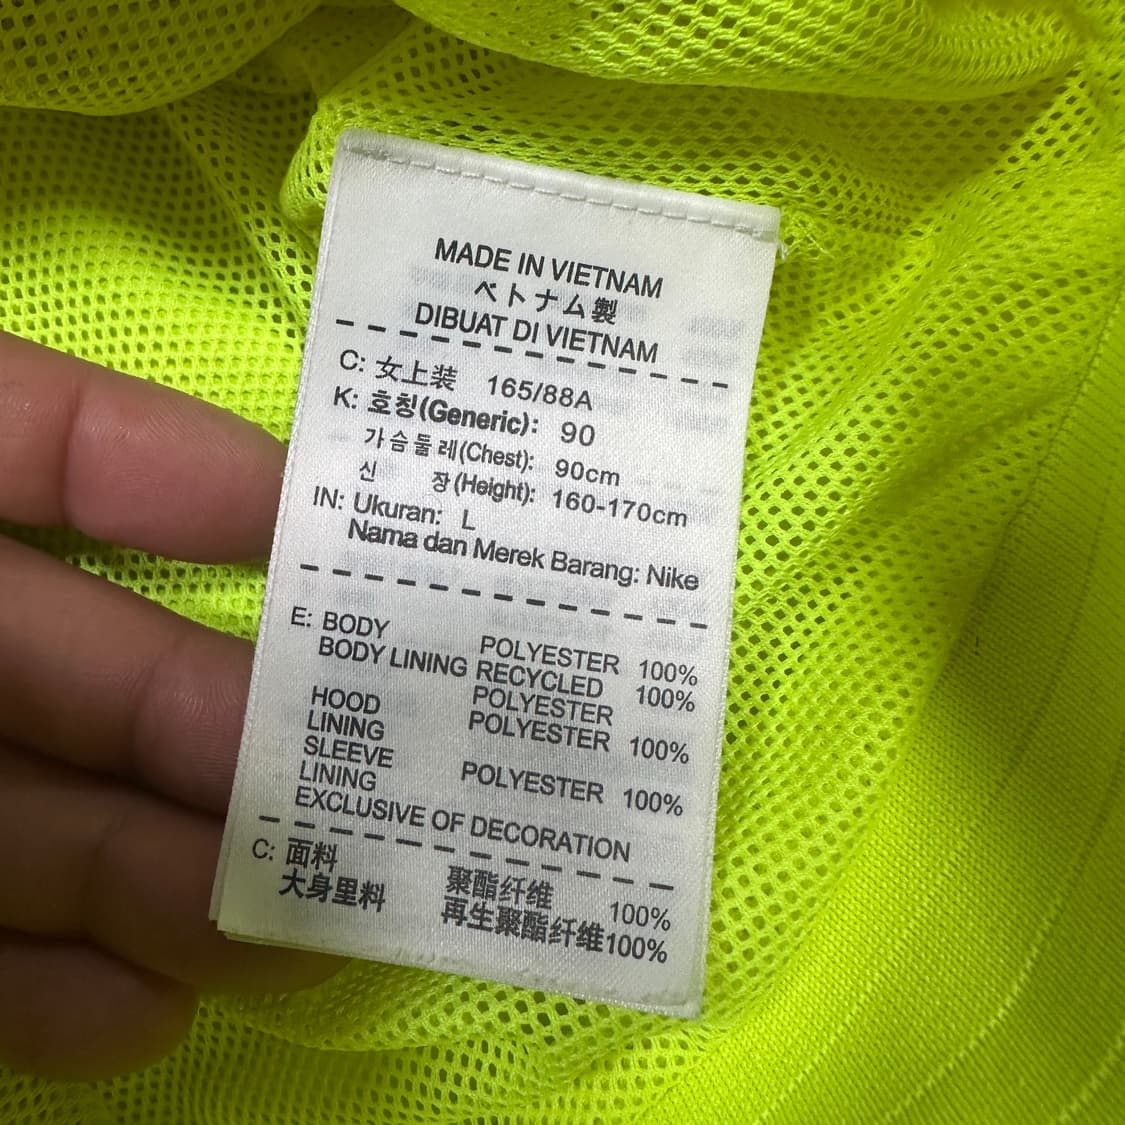 MADE IN VIETNAM
ベトナム製
DIBUAT DI VIETNAM
C: 女上装 165/88A
K: 호칭(Generic): 90
가슴둘레(Chest): 90cm
신 장(Height): 160-170cm
IN: Ukuran: L
Nama dan Merek Barang: Nike
E: BODY POLYESTER 100%
BODY LINING RECYCLED 100%
POLYESTER
HOOD POLYESTER 100%
LINING
SLEEVE POLYESTER 100%
LINING
EXCLUSIVE OF DECORATION
C: 面料 聚酯纤维 100%
大身里料 再生聚酯纤维100%